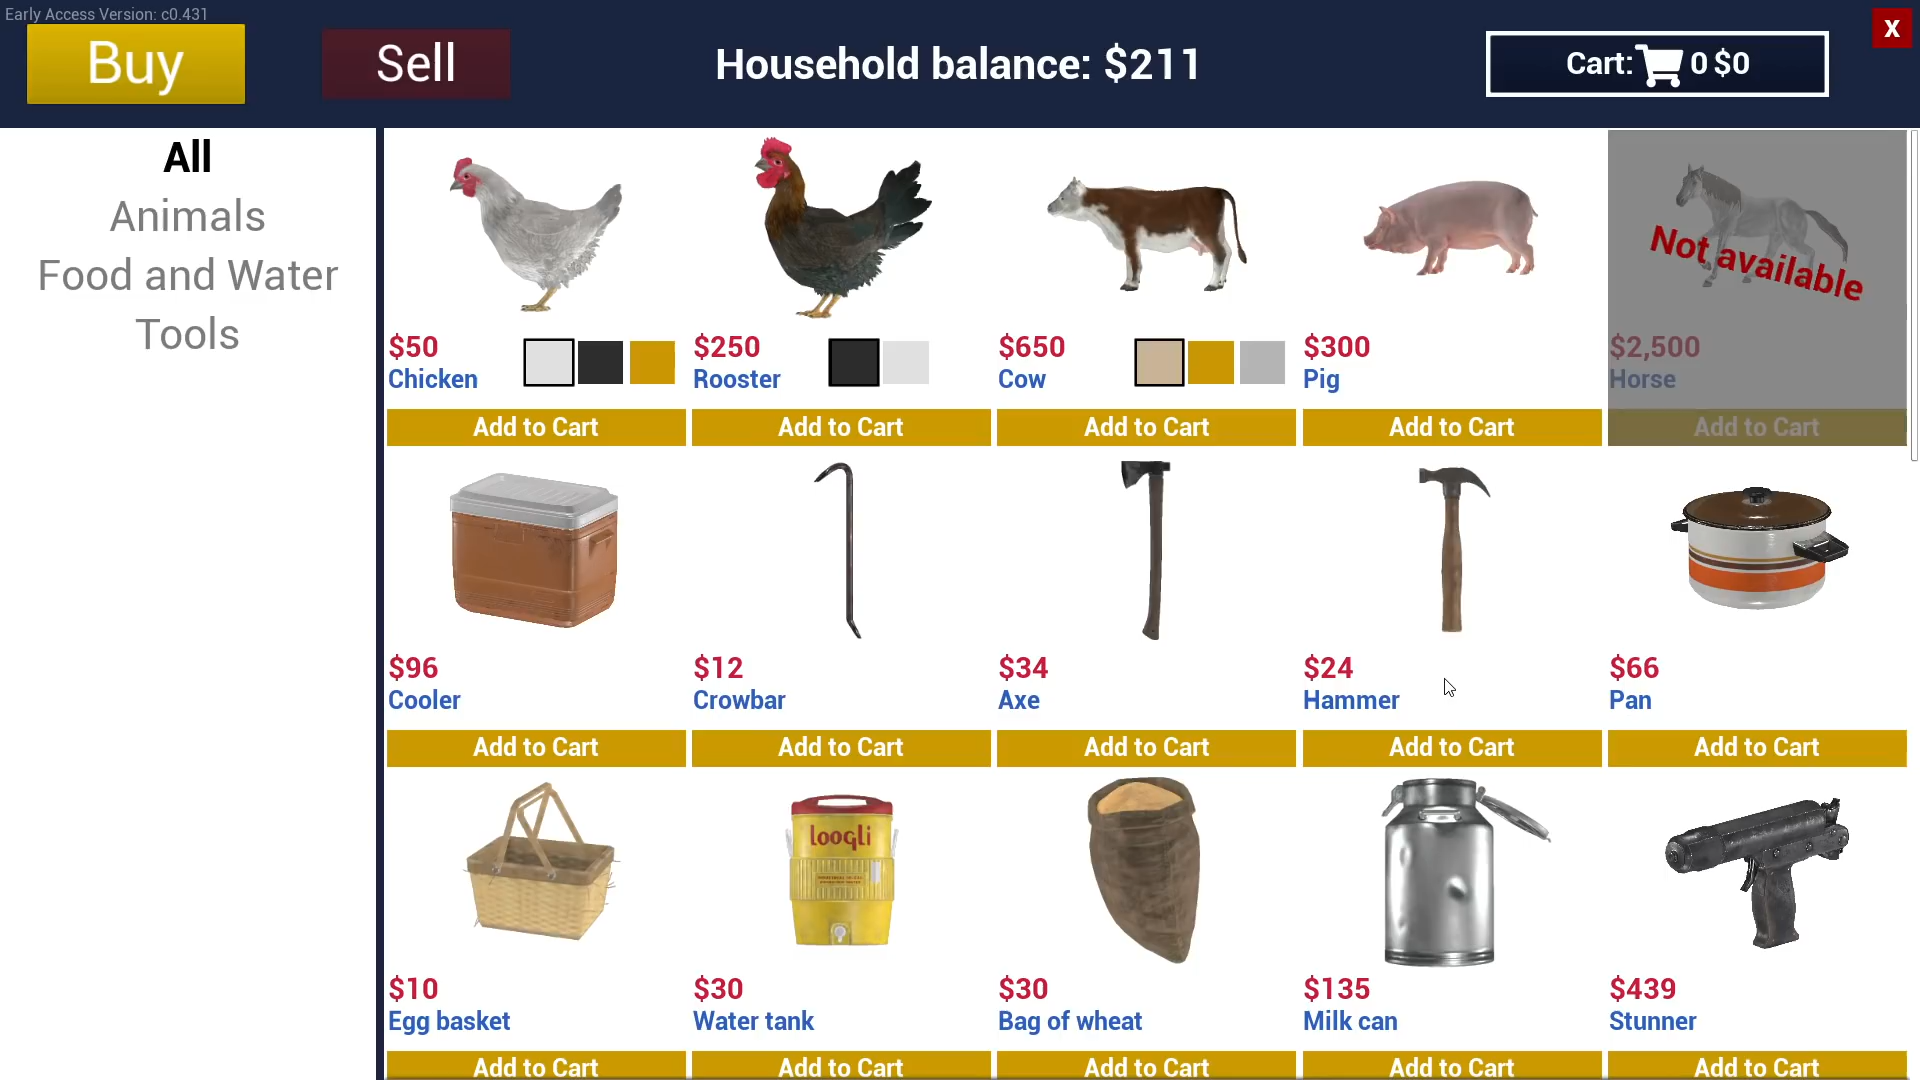 Early Access Version: c0.431
Buy
Sell
Household balance: $211
Cart: 0 $0
X
All
Animals
Food and Water
Tools
$50
Chicken
Add to Cart
$250
Rooster
Add to Cart
$650
Cow
Add to Cart
$300
Pig
Add to Cart
Not available
$2,500
Horse
Add to Cart
$96
Cooler
Add to Cart
$12
Crowbar
Add to Cart
$34
Axe
Add to Cart
$24
Hammer
Add to Cart
$66
Pan
Add to Cart
$10
Egg basket
Add to Cart
looqli
$30
Water tank
Add to Cart
$30
Bag of wheat
Add to Cart
$135
Milk can
Add to Cart
$439
Stunner
Add to Cart